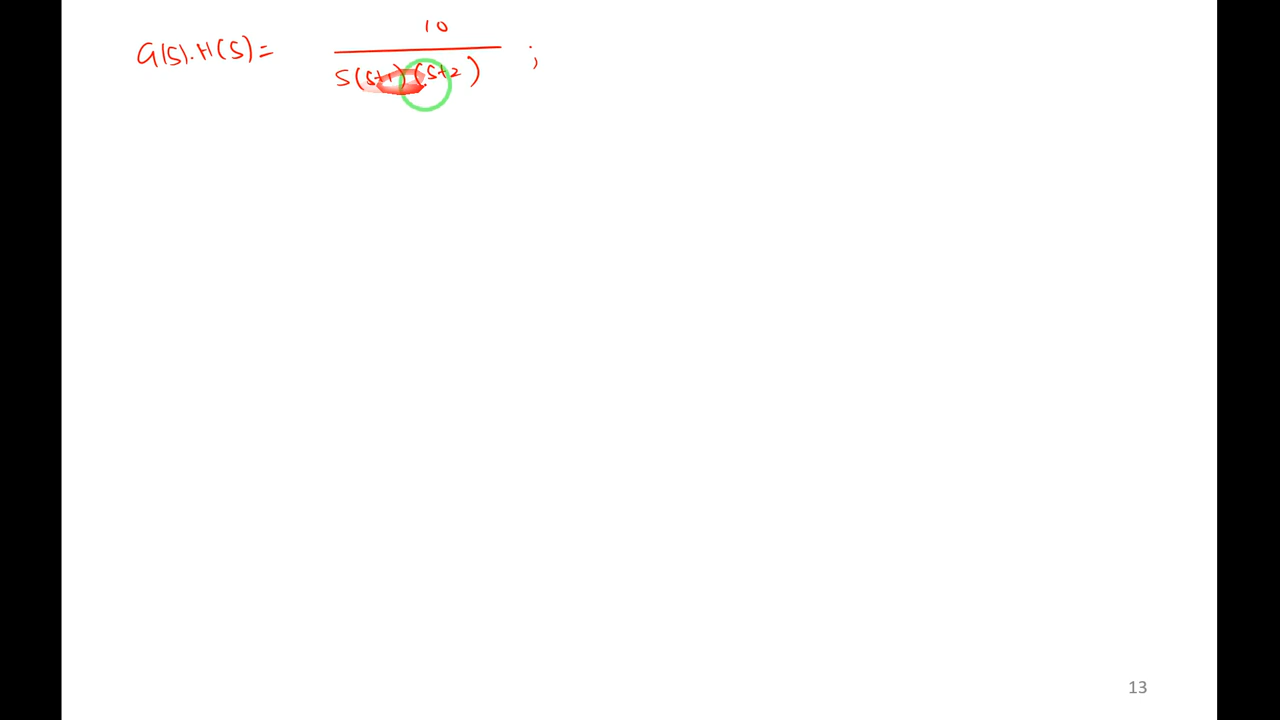 G(S).H(S) = 10 / S(S+1)(S+2) ;
13